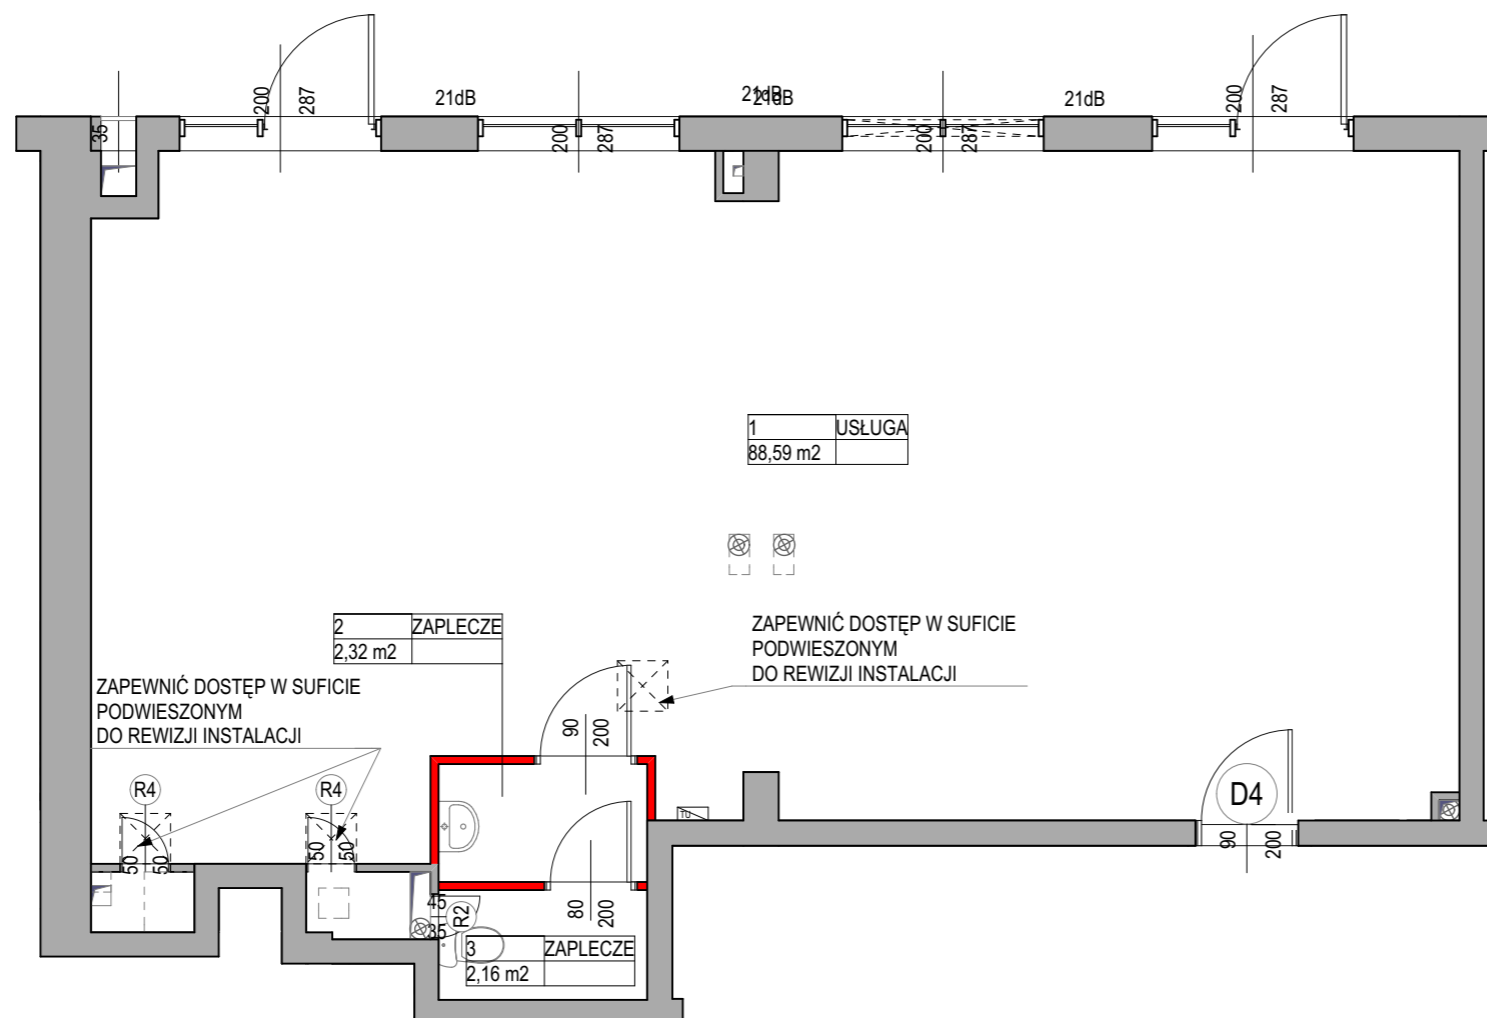 21dB
21dB
21dB
21dB
200
287
200
287
200
287
200
287
35
1 USŁUGA
88,59 m2
2 ZAPLECZE
2,32 m2
ZAPEWNIĆ DOSTĘP W SUFICIE
PODWIESZONYM
DO REWIZJI INSTALACJI
ZAPEWNIĆ DOSTĘP W SUFICIE
PODWIESZONYM
DO REWIZJI INSTALACJI
90
200
R4
R4
D4
50
50
50
50
90
200
80
200
45
35
R2
3 ZAPLECZE
2,16 m2